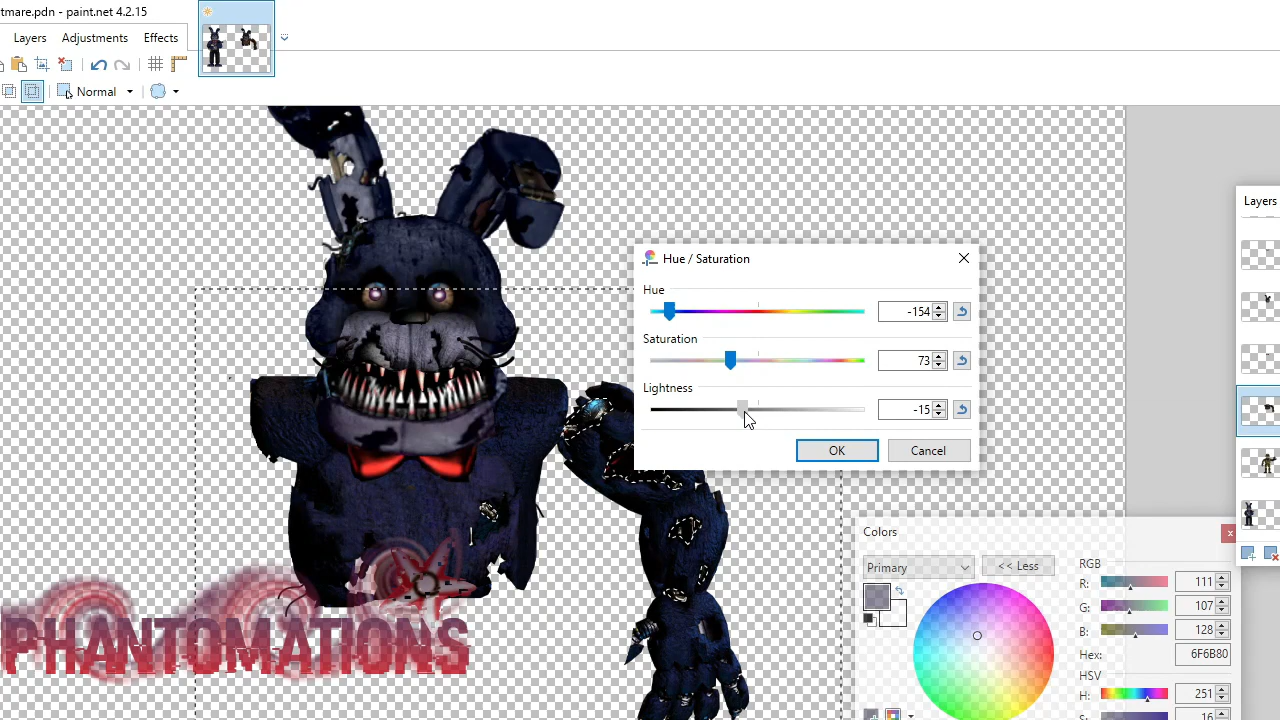 tmare.pdn - paint.net 4.2.15
Layers Adjustments Effects
Normal
Layers
Hue / Saturation
Hue
-154
Saturation
73
Lightness
-15
OK Cancel
Colors
Primary
<< Less
RGB
R: 111
G: 107
B: 128
Hex: 6F6B80
HSV
H: 251
S: 16
PHANTOMATIONS